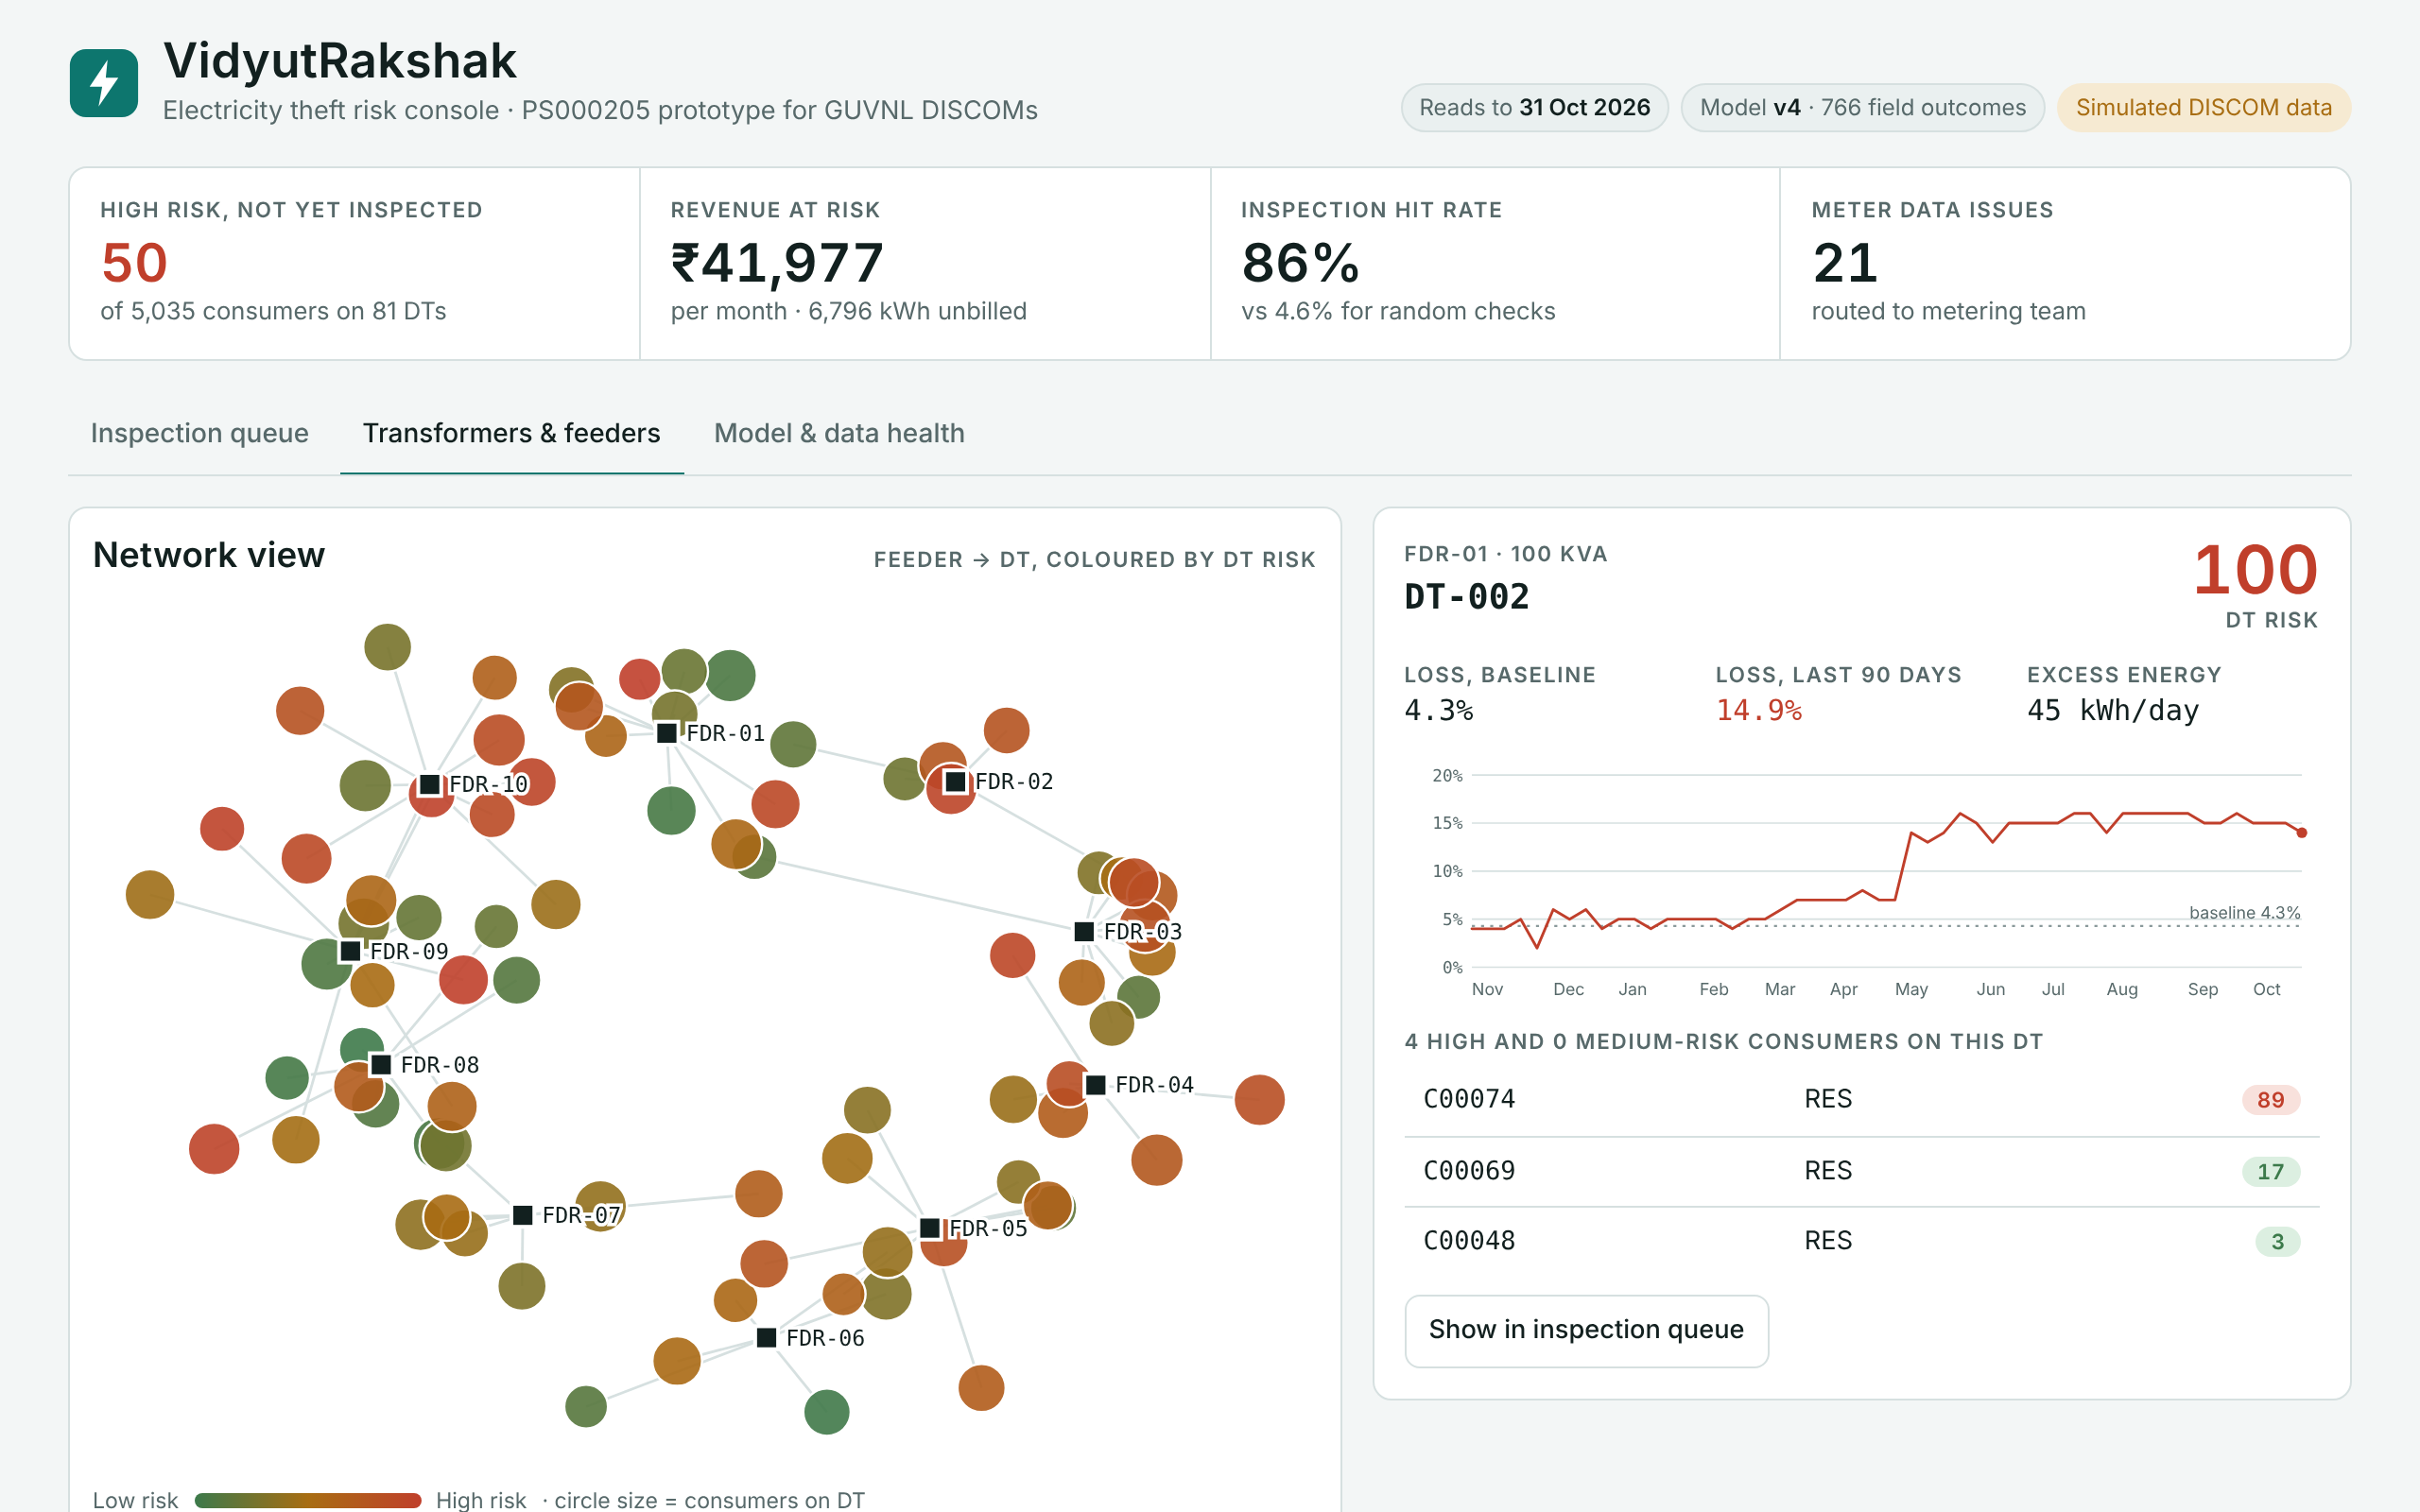 VidyutRakshak
Electricity theft risk console · PS000205 prototype for GUVNL DISCOMs
Reads to 31 Oct 2026
Model v4 · 766 field outcomes
Simulated DISCOM data
HIGH RISK, NOT YET INSPECTED
50
of 5,035 consumers on 81 DTs
REVENUE AT RISK
₹41,977
per month · 6,796 kWh unbilled
INSPECTION HIT RATE
86%
vs 4.6% for random checks
METER DATA ISSUES
21
routed to metering team
Inspection queue
Transformers & feeders
Model & data health
Network view
FEEDER → DT, COLOURED BY DT RISK
FDR-01
FDR-02
FDR-10
FDR-03
FDR-09
FDR-08
FDR-04
FDR-07
FDR-05
FDR-06
Low risk
High risk · circle size = consumers on DT
FDR-01 · 100 KVA
DT-002
100
DT RISK
LOSS, BASELINE
4.3%
LOSS, LAST 90 DAYS
14.9%
EXCESS ENERGY
45 kWh/day
20%
15%
10%
5%
0%
baseline 4.3%
Nov Dec Jan Feb Mar Apr May Jun Jul Aug Sep Oct
4 HIGH AND 0 MEDIUM-RISK CONSUMERS ON THIS DT
C00074 RES 89
C00069 RES 17
C00048 RES 3
Show in inspection queue